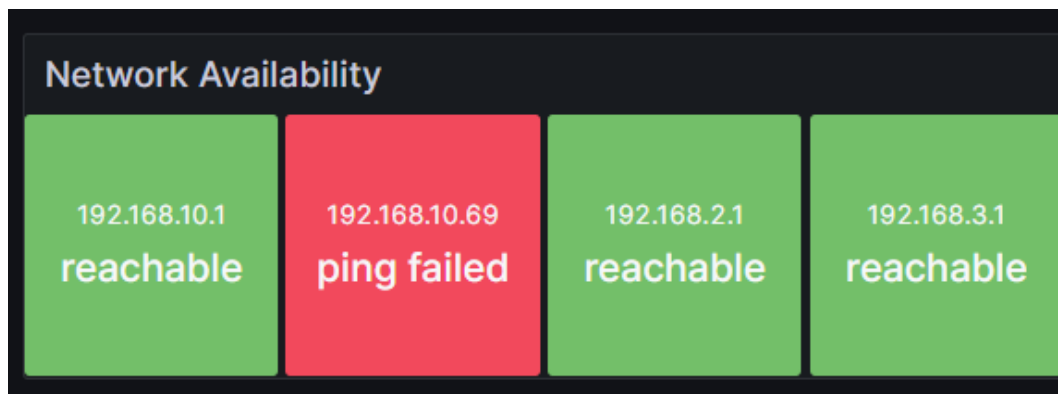 Network Availability
192.168.10.1
reachable
192.168.10.69
ping failed
192.168.2.1
reachable
192.168.3.1
reachable